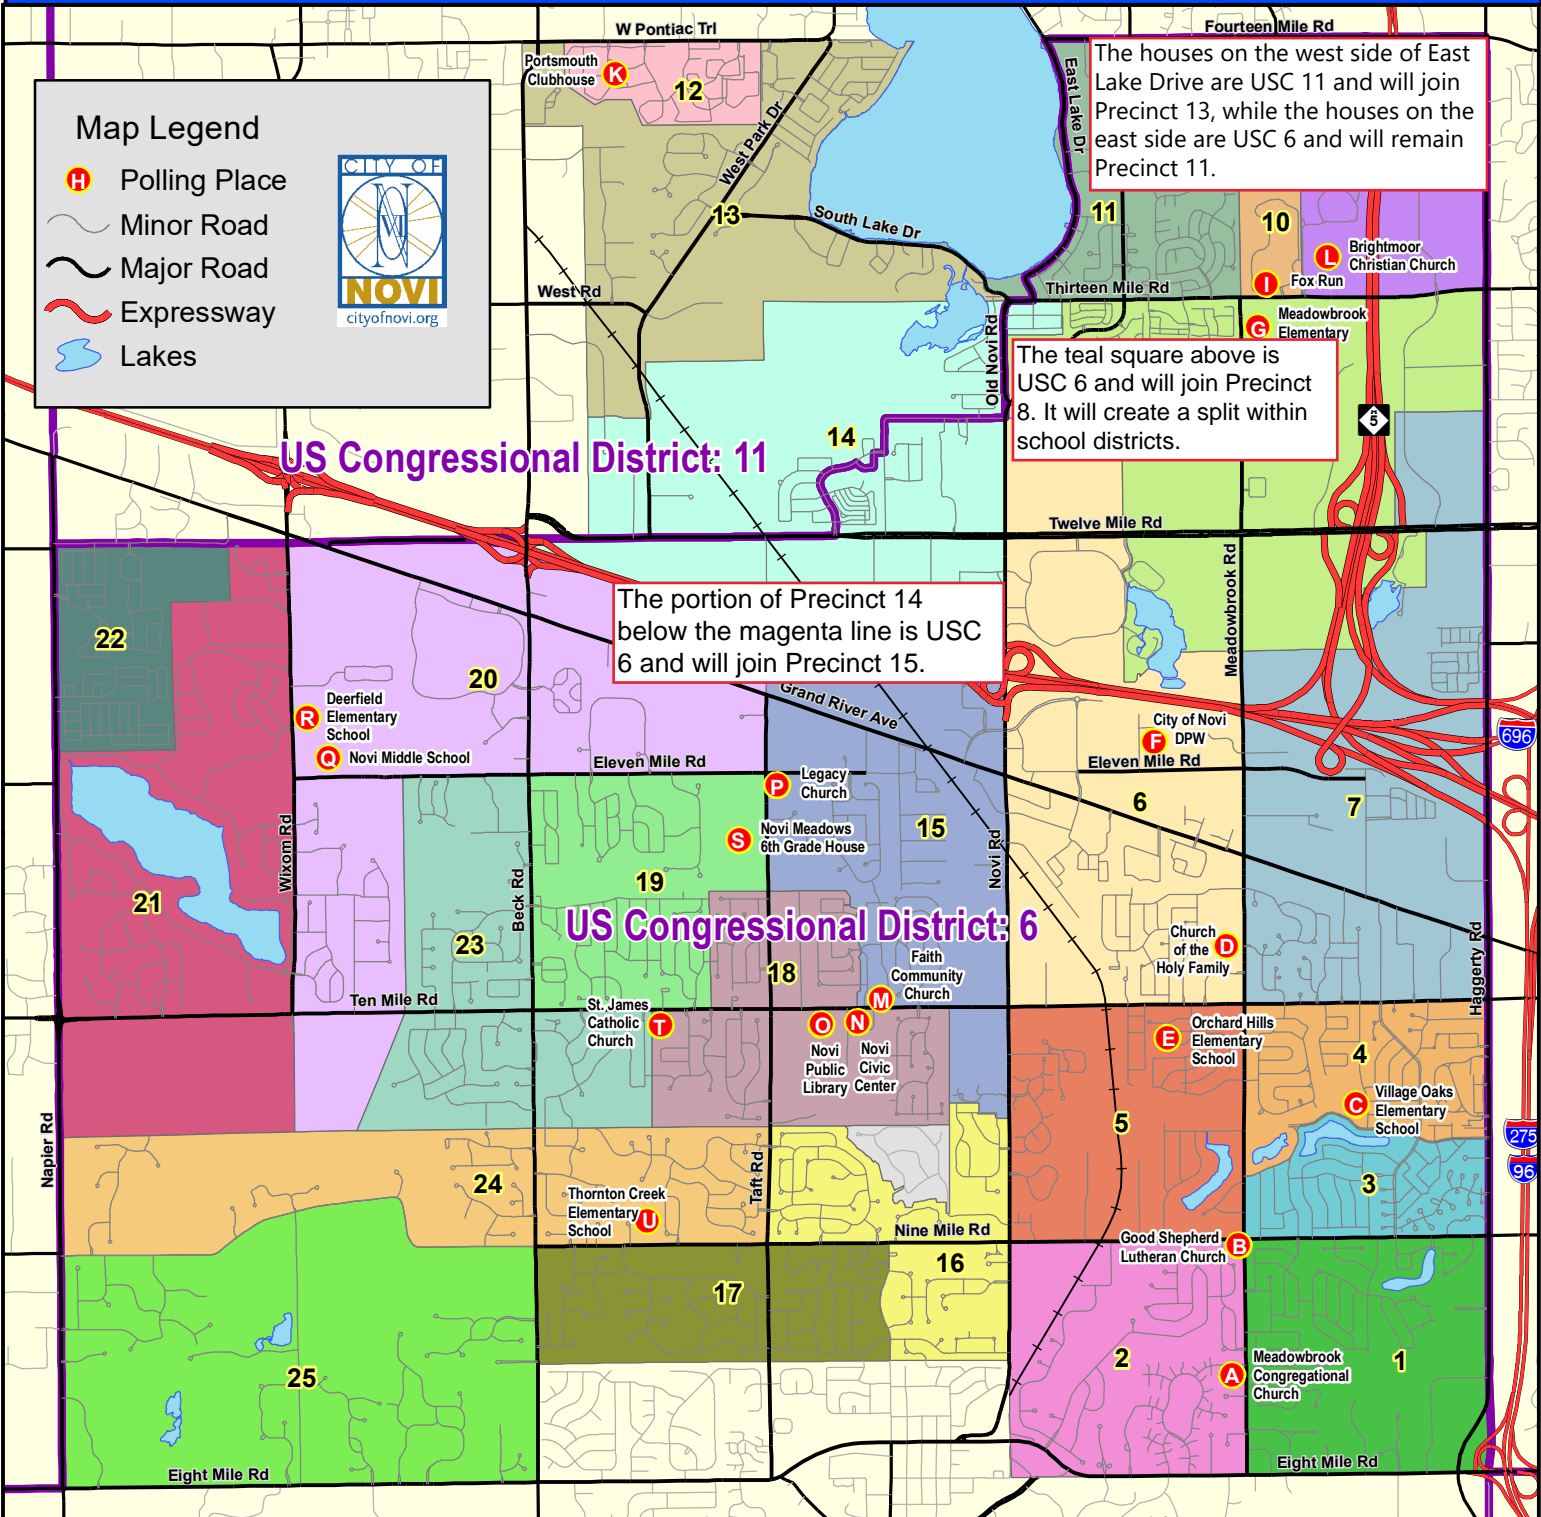 W Pontiac Trl
Fourteen Mile Rd
Portsmouth
Clubhouse
K
12
East Lake Dr
The houses on the west side of East
Lake Drive are USC 11 and will join
Precinct 13, while the houses on the
east side are USC 6 and will remain
Precinct 11.
Map Legend
H Polling Place
Minor Road
Major Road
Expressway
Lakes
CITY OF
NOVI
NOVI
cityofnovi.org
West Park Dr
13
South Lake Dr
11
10
L
Brightmoor
Christian Church
I
Fox Run
West Rd
Thirteen Mile Rd
G
Meadowbrook
Elementary
Old Novi Rd
The teal square above is
USC 6 and will join Precinct
8. It will create a split within
school districts.
5
14
US Congressional District: 11
Twelve Mile Rd
Meadowbrook Rd
The portion of Precinct 14
below the magenta line is USC
6 and will join Precinct 15.
22
20
Grand River Ave
R
Deerfield
Elementary
School
Q
Novi Middle School
City of Novi
DPW
F
696
Eleven Mile Rd
Eleven Mile Rd
P
Legacy
Church
6
7
S
Novi Meadows
6th Grade House
15
Novi Rd
Wixom Rd
Beck Rd
19
21
US Congressional District: 6
23
18
Faith
Community
Church
M
Church
of the
Holy Family
D
Haggerty Rd
Ten Mile Rd
St. James
Catholic
Church
T
O
N
Novi
Public
Library
Novi
Civic
Center
E
Orchard Hills
Elementary
School
4
C
Village Oaks
Elementary
School
5
275
96
Napier Rd
24
Taft Rd
3
Thornton Creek
Elementary
School
U
Nine Mile Rd
Good Shepherd
Lutheran Church
B
16
17
25
2
1
A
Meadowbrook
Congregational
Church
Eight Mile Rd
Eight Mile Rd